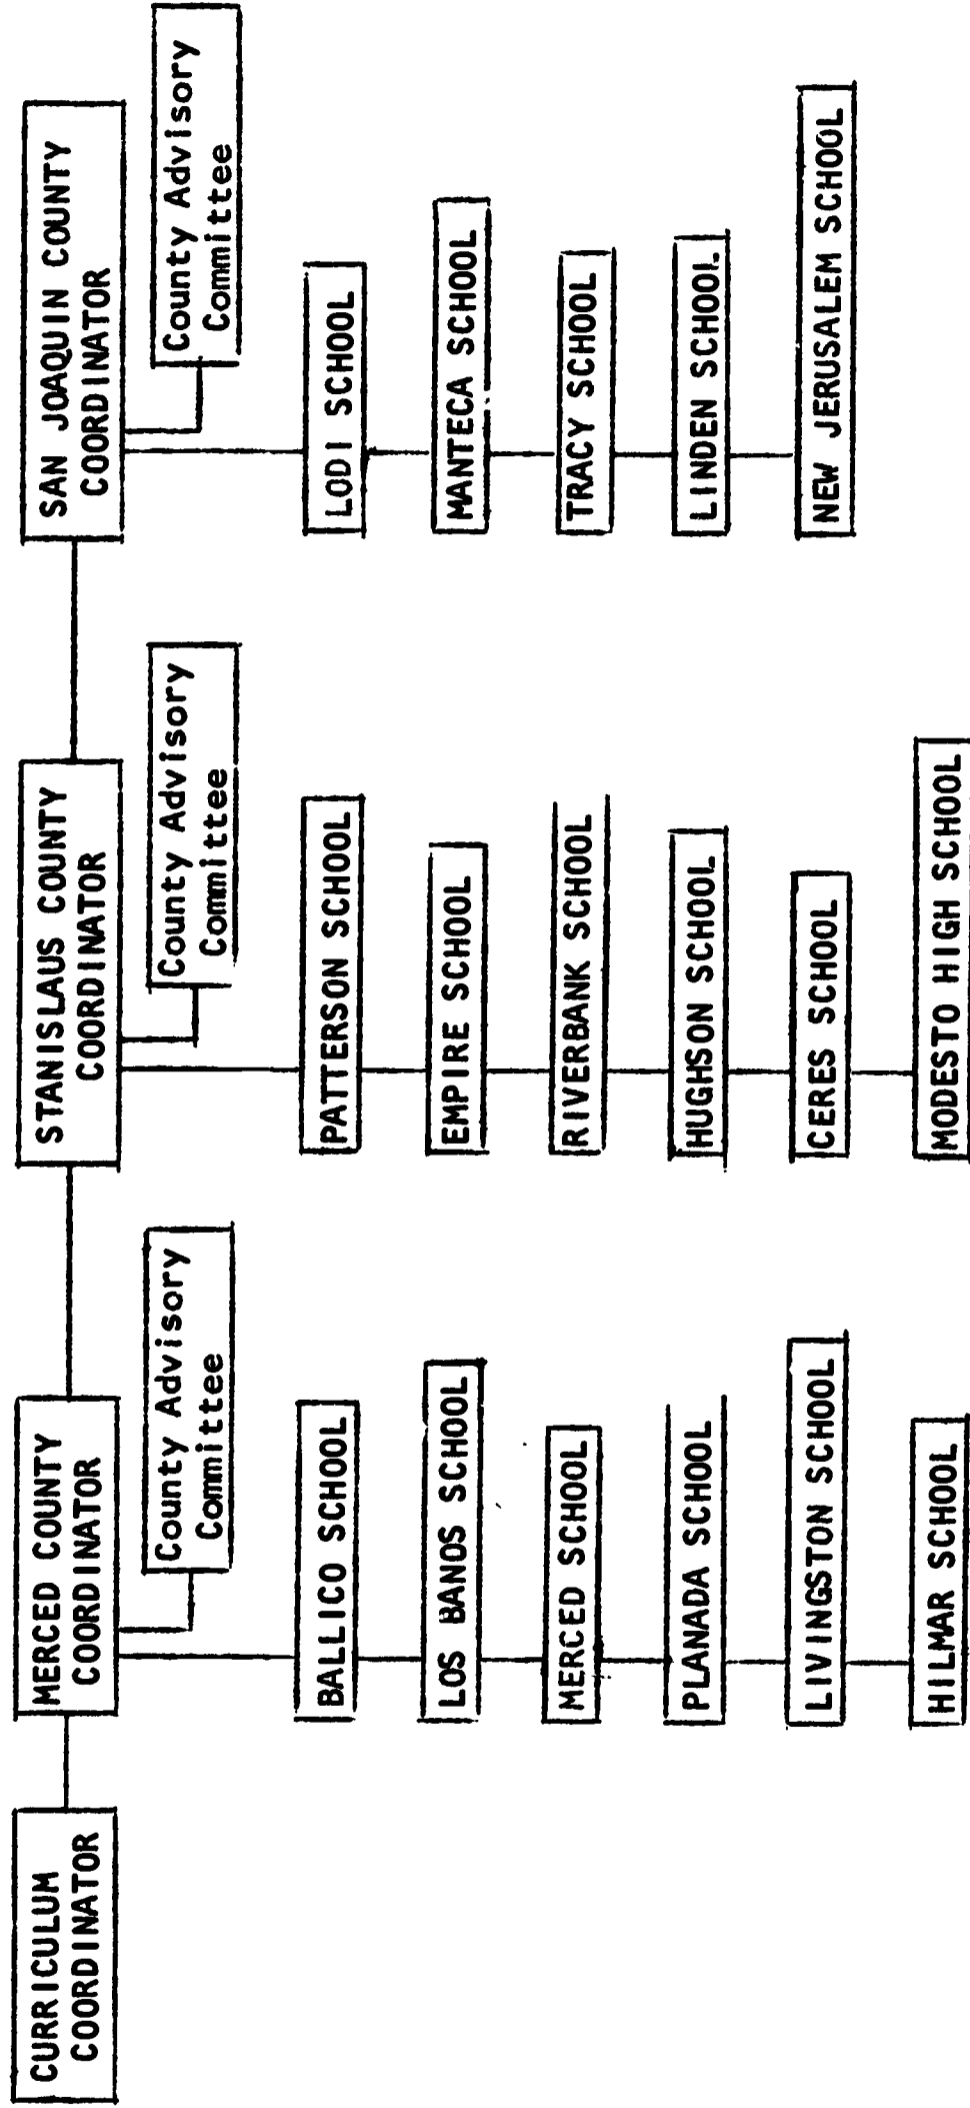 CURRICULUM
COORDINATOR
MERCED COUNTY
COORDINATOR
County Advisory
Committee
BALLICO SCHOOL
LOS BANOS SCHOOL
MERCED SCHOOL
PLANADA SCHOOL
LIVINGSTON SCHOOL
HILMAR SCHOOL
STANISLAUS COUNTY
COORDINATOR
County Advisory
Committee
PATTERSON SCHOOL
EMPIRE SCHOOL
RIVERBANK SCHOOL
HUGHSON SCHOOL
CERES SCHOOL
MODESTO HIGH SCHOOL
SAN JOAQUIN COUNTY
COORDINATOR
County Advisory
Committee
LODI SCHOOL
MANTECA SCHOOL
TRACY SCHOOL
LINDEN SCHOOL
NEW JERUSALEM SCHOOL